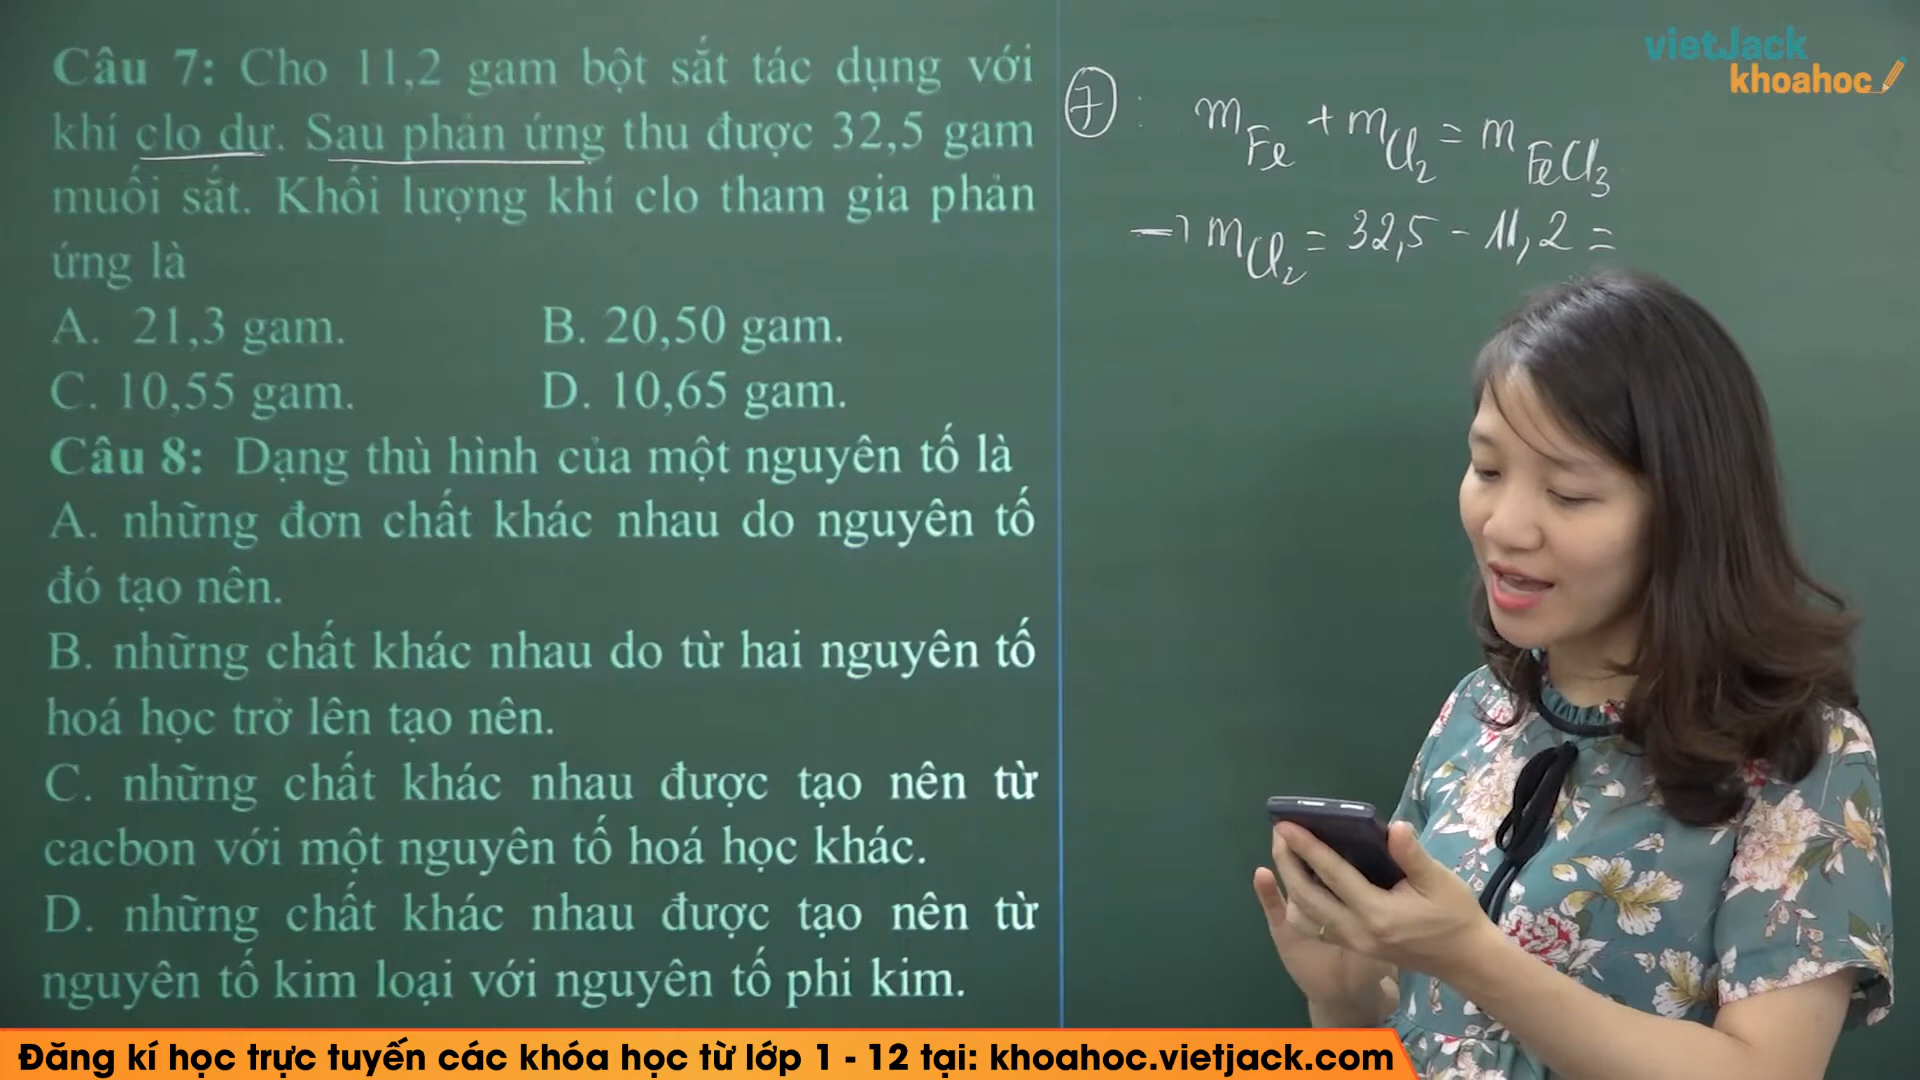 Câu 7: Cho 11,2 gam bột sắt tác dụng với
khí clo dư. Sau phản ứng thu được 32,5 gam
muối sắt. Khối lượng khí clo tham gia phản
ứng là
A. 21,3 gam.
B. 20,50 gam.
C. 10,55 gam.
D. 10,65 gam.
Câu 8: Dạng thù hình của một nguyên tố là
A. những đơn chất khác nhau do nguyên tố
đó tạo nên.
B. những chất khác nhau do từ hai nguyên tố
hoá học trở lên tạo nên.
C. những chất khác nhau được tạo nên từ
cacbon với một nguyên tố hoá học khác.
D. những chất khác nhau được tạo nên từ
nguyên tố kim loại với nguyên tố phi kim.
vietJack
khoahoc
7 : m Fe + m Cl2 = m FeCl3
→ m Cl2 = 32,5 - 11,2 =
Đăng kí học trực tuyến các khóa học từ lớp 1 - 12 tại: khoahoc.vietjack.com